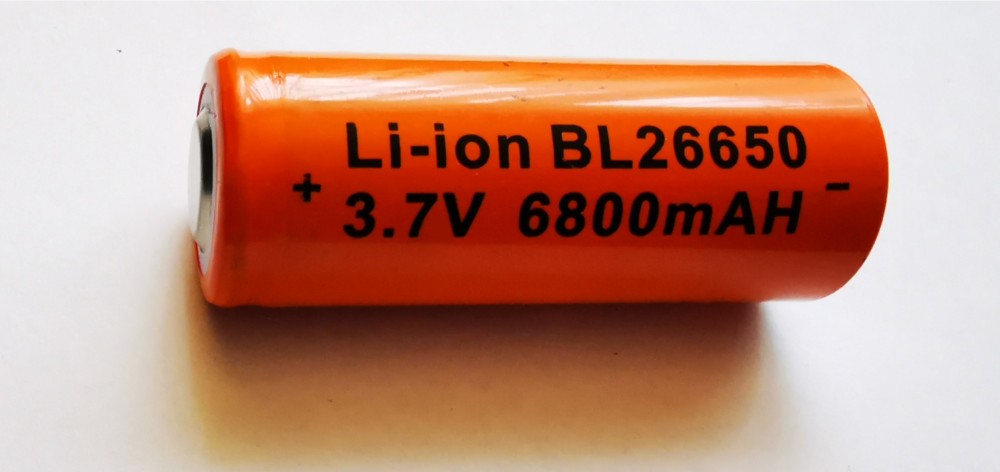 Li-ion BL26650
+ 3.7V 6800mAH -